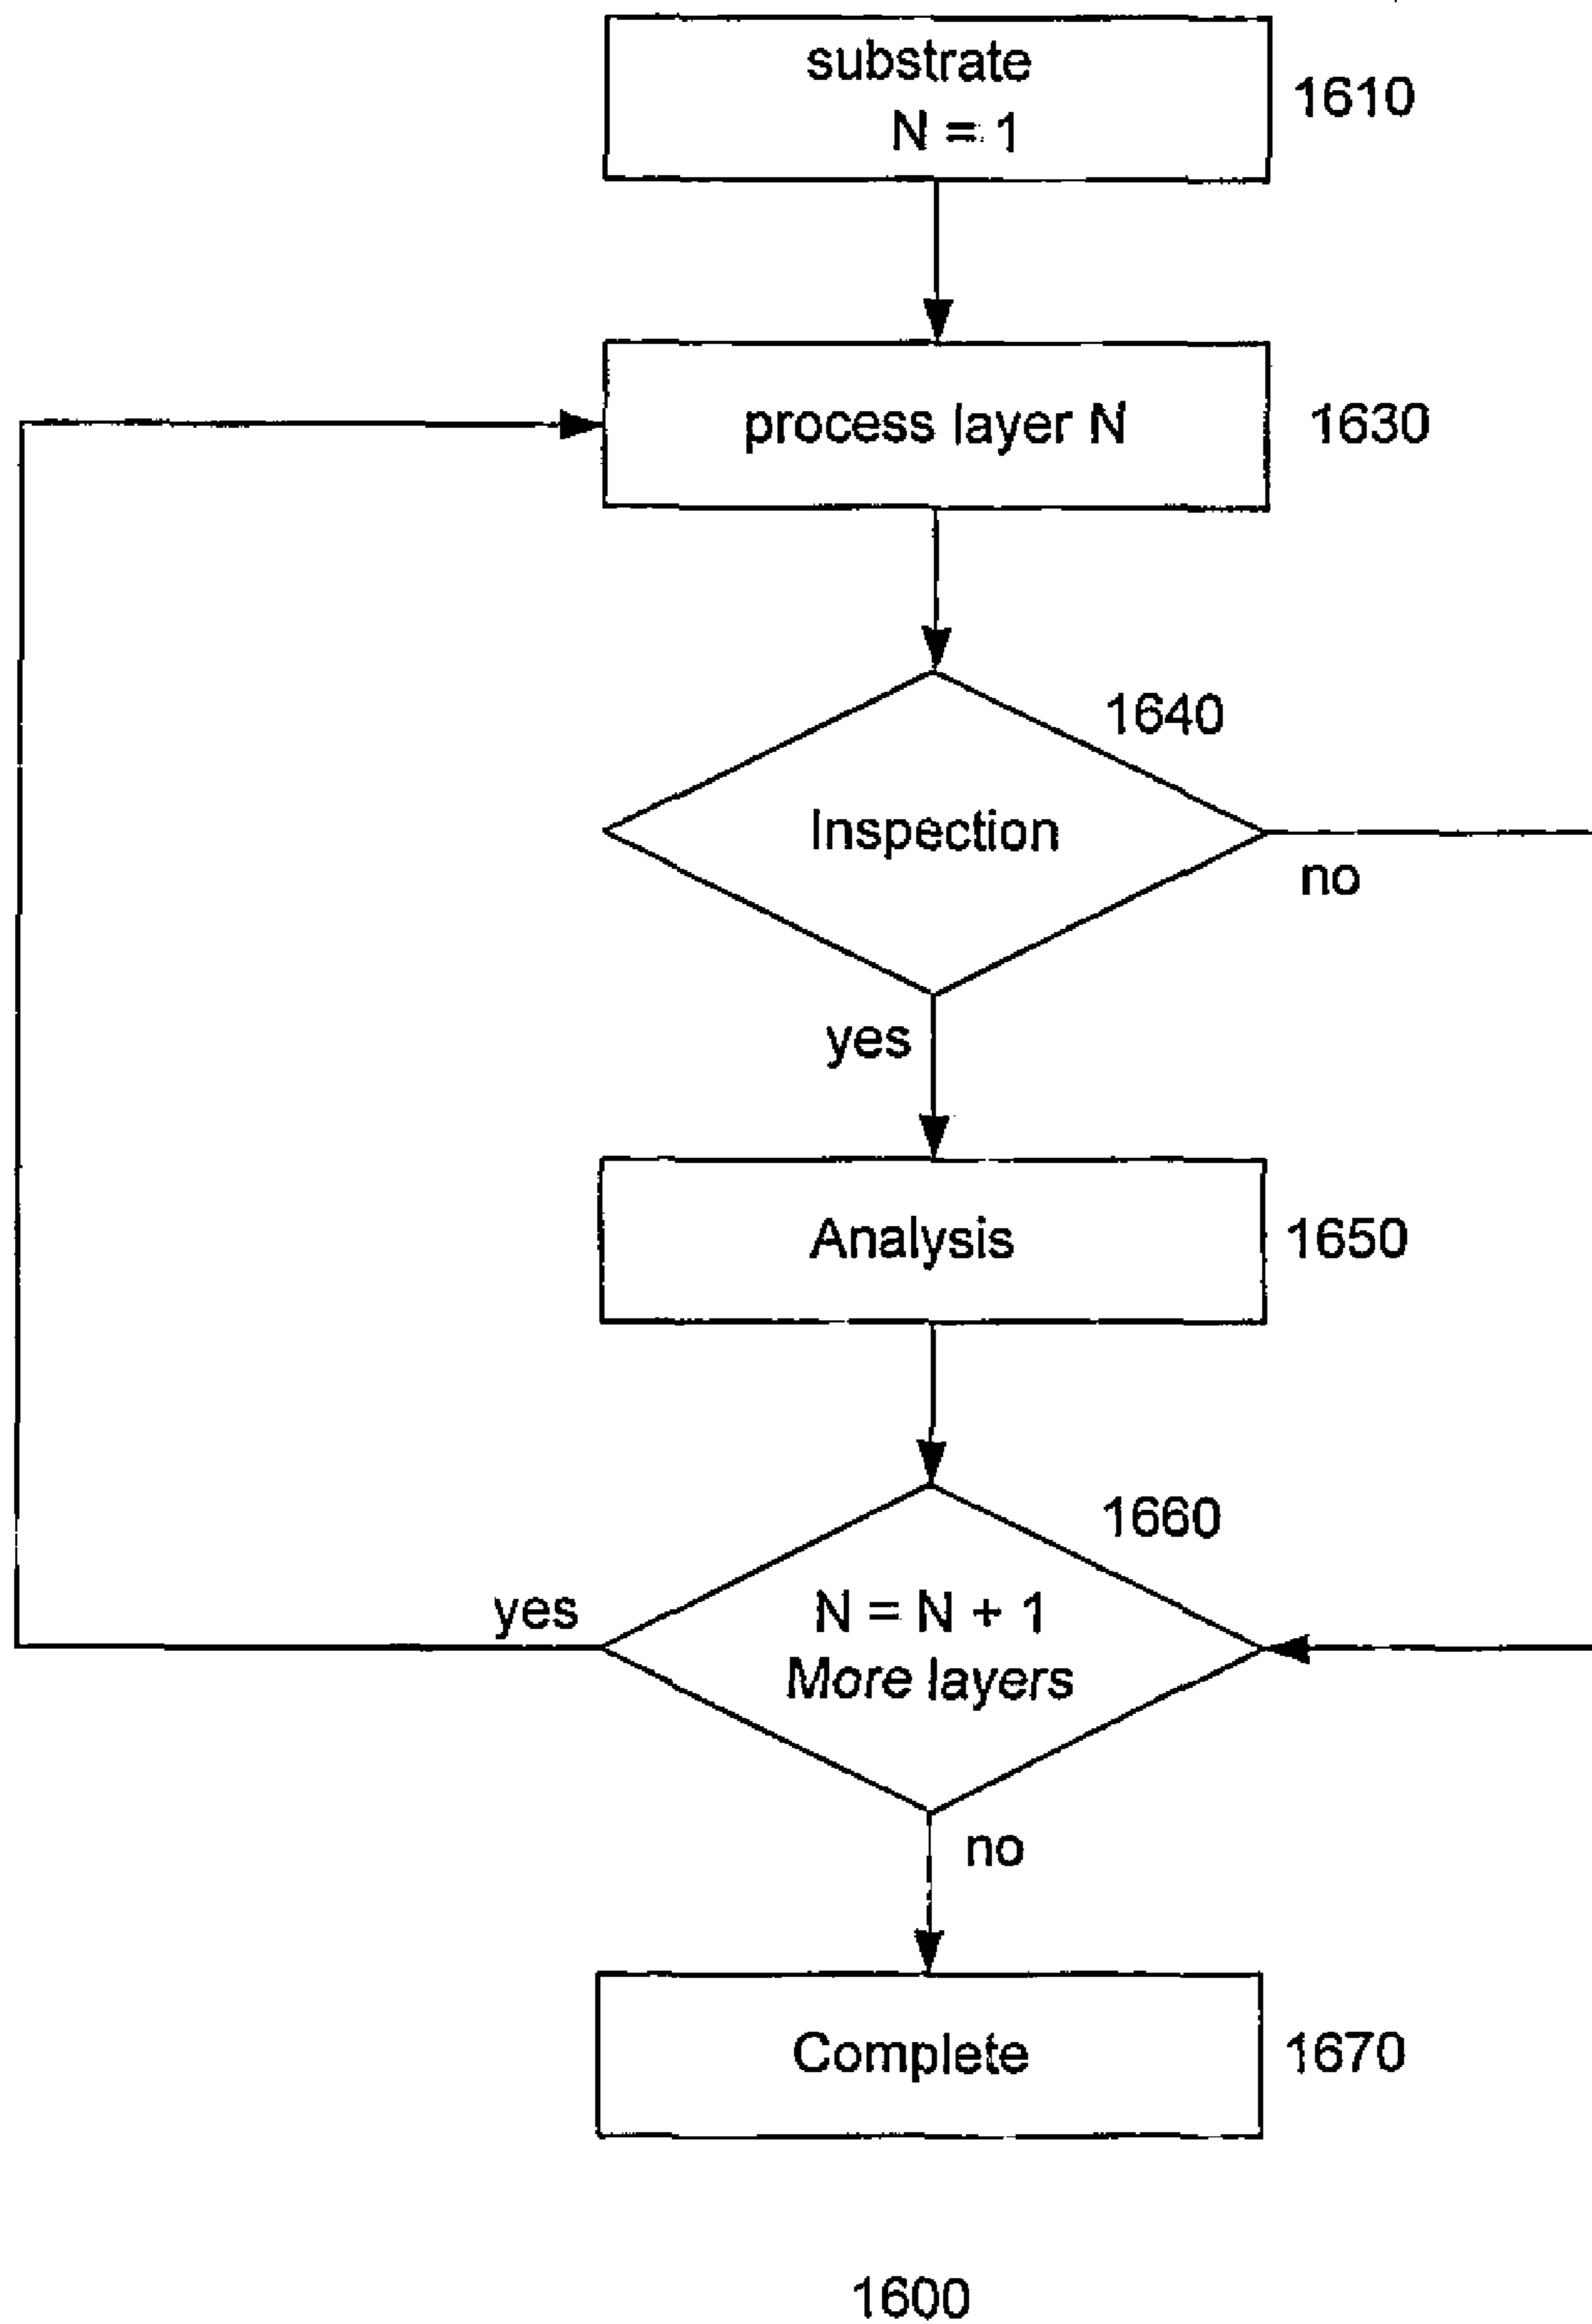 substrate
N = 1
1610
process layer N
1630
1640
Inspection
no
yes
Analysis
1650
1660
yes
N = N + 1
More layers
no
Complete
1670
1600